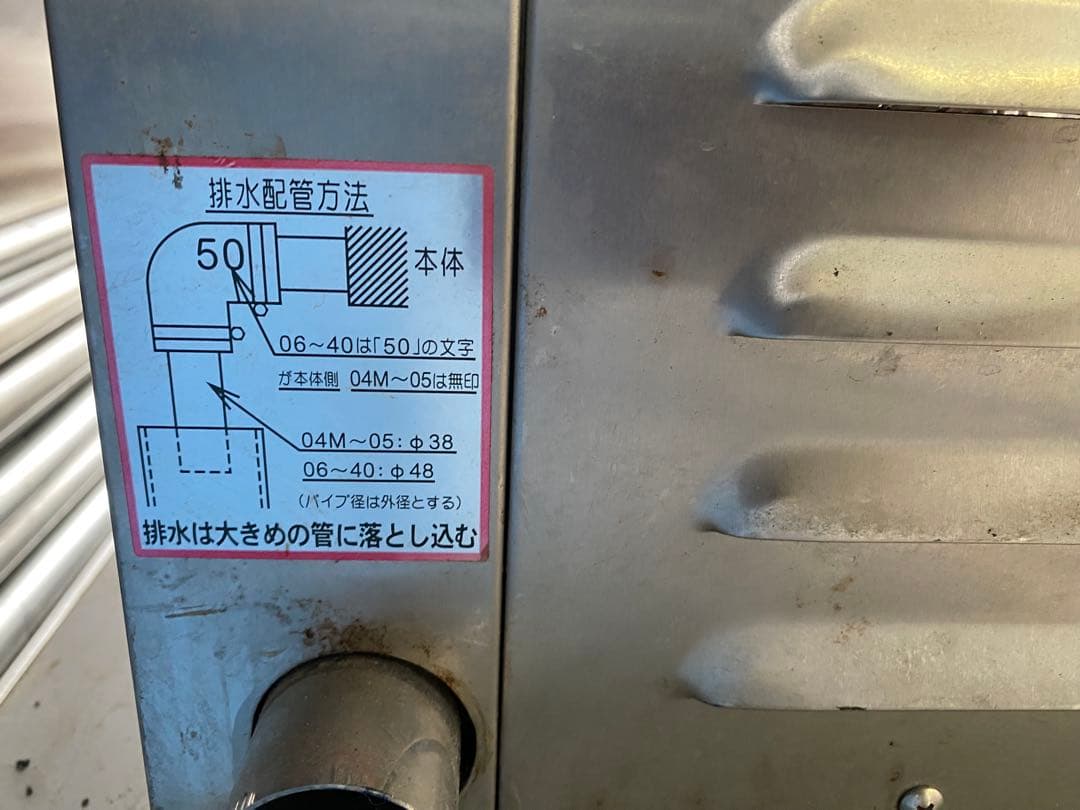 排水配管方法
50
本体
06〜40は「50」の文字
が本体側 04M〜05は無印
04M〜05:φ38
06〜40:φ48
(パイプ径は外径とする)
排水は大きめの管に落とし込む